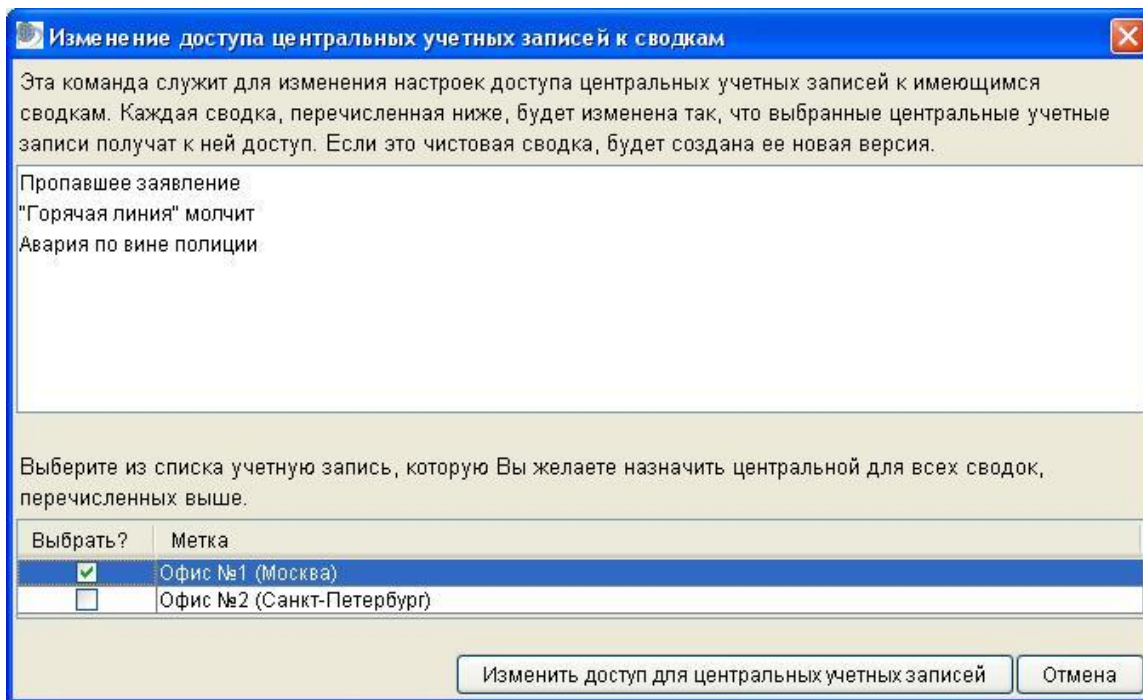 Изменение доступа центральных учетных записей к сводкам
Эта команда служит для изменения настроек доступа центральных учетных записей к имеющимся
сводкам. Каждая сводка, перечисленная ниже, будет изменена так, что выбранные центральные учетные
записи получат к ней доступ. Если это чистовая сводка, будет создана ее новая версия.
Пропавшее заявление
"Горячая линия" молчит
Авария по вине полиции
Выберите из списка учетную запись, которую Вы желаете назначить центральной для всех сводок,
перечисленных выше.
Выбрать? Метка
Офис №1 (Москва)
Офис №2 (Санкт-Петербург)
Изменить доступ для центральных учетных записей Отмена